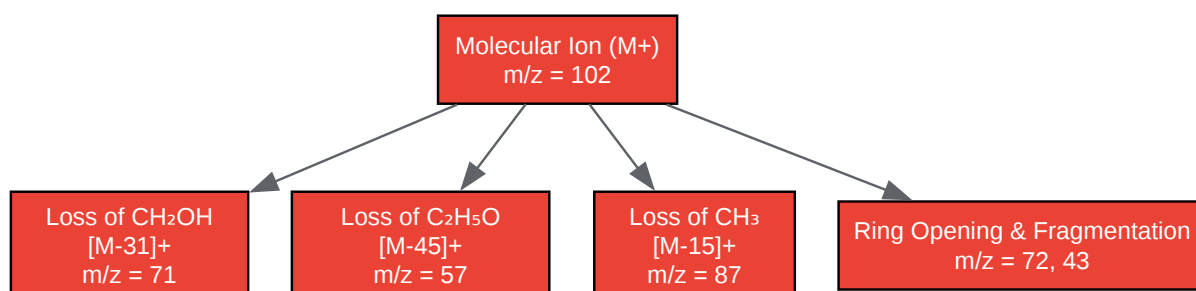 Molecular Ion (M+)
m/z = 102
Loss of CH₂OH
[M-31]+
m/z = 71
Loss of C₂H₅O
[M-45]+
m/z = 57
Loss of CH₃
[M-15]+
m/z = 87
Ring Opening & Fragmentation
m/z = 72, 43